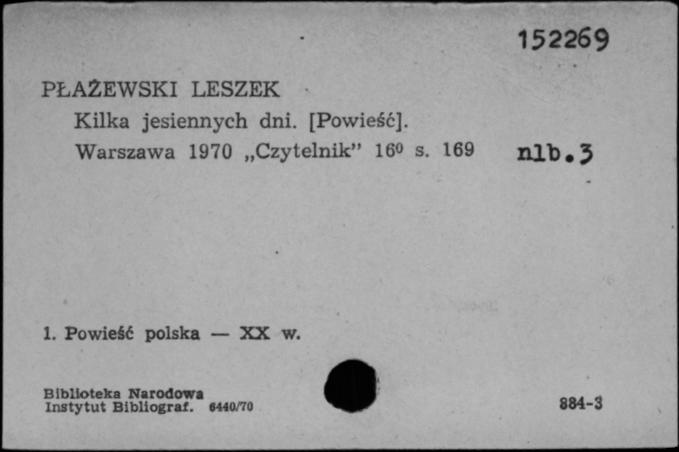 152269
PŁAŻEWSKI LESZEK
Kilka jesiennych dni. [Powieść].
Warszawa 1970 „Czytelnik” 16º s. 169 nlb. 3
1. Powieść polska — XX w.
Biblioteka Narodowa
Instytut Bibliograf. 6440/70
884-3